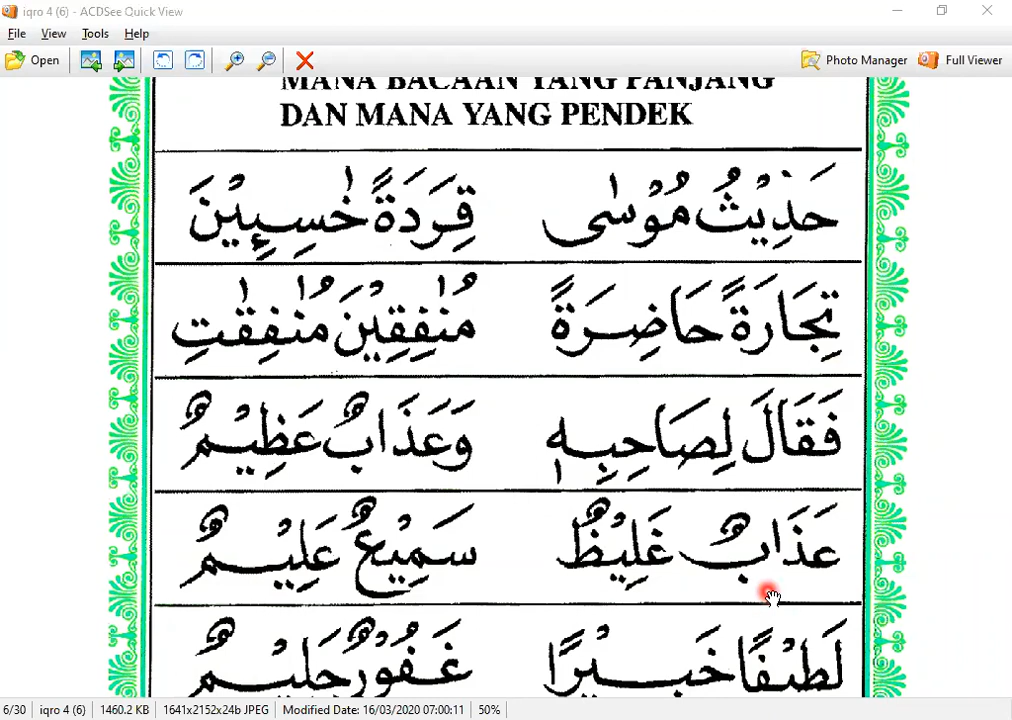 iqro 4 (6) - ACDSee Quick View
File View Tools Help
Open Photo Manager Full Viewer
MANA BACAAN YANG PANJANG
DAN MANA YANG PENDEK
حَدِيْثُ مُوْسٰى قِرَدَةً خٰسِـِٕيْنَ
تِجَارَةً حَاضِرَةً مُنٰفِقِيْنَ مُنٰفِقٰتِ
فَقَالَ لِصَاحِبِهٖ وَعَذَابٌ عَظِيْمٌ
عَذَابٌ غَلِيْظٌ سَمِيْعٌ عَلِيْمٌ
لَطِيْفًا خَبِيْرًا غَفُوْرٌ حَلِيْمٌ
6/30 iqro 4 (6) 1460.2 KB 1641x2152x24b JPEG Modified Date: 16/03/2020 07:00:11 50%